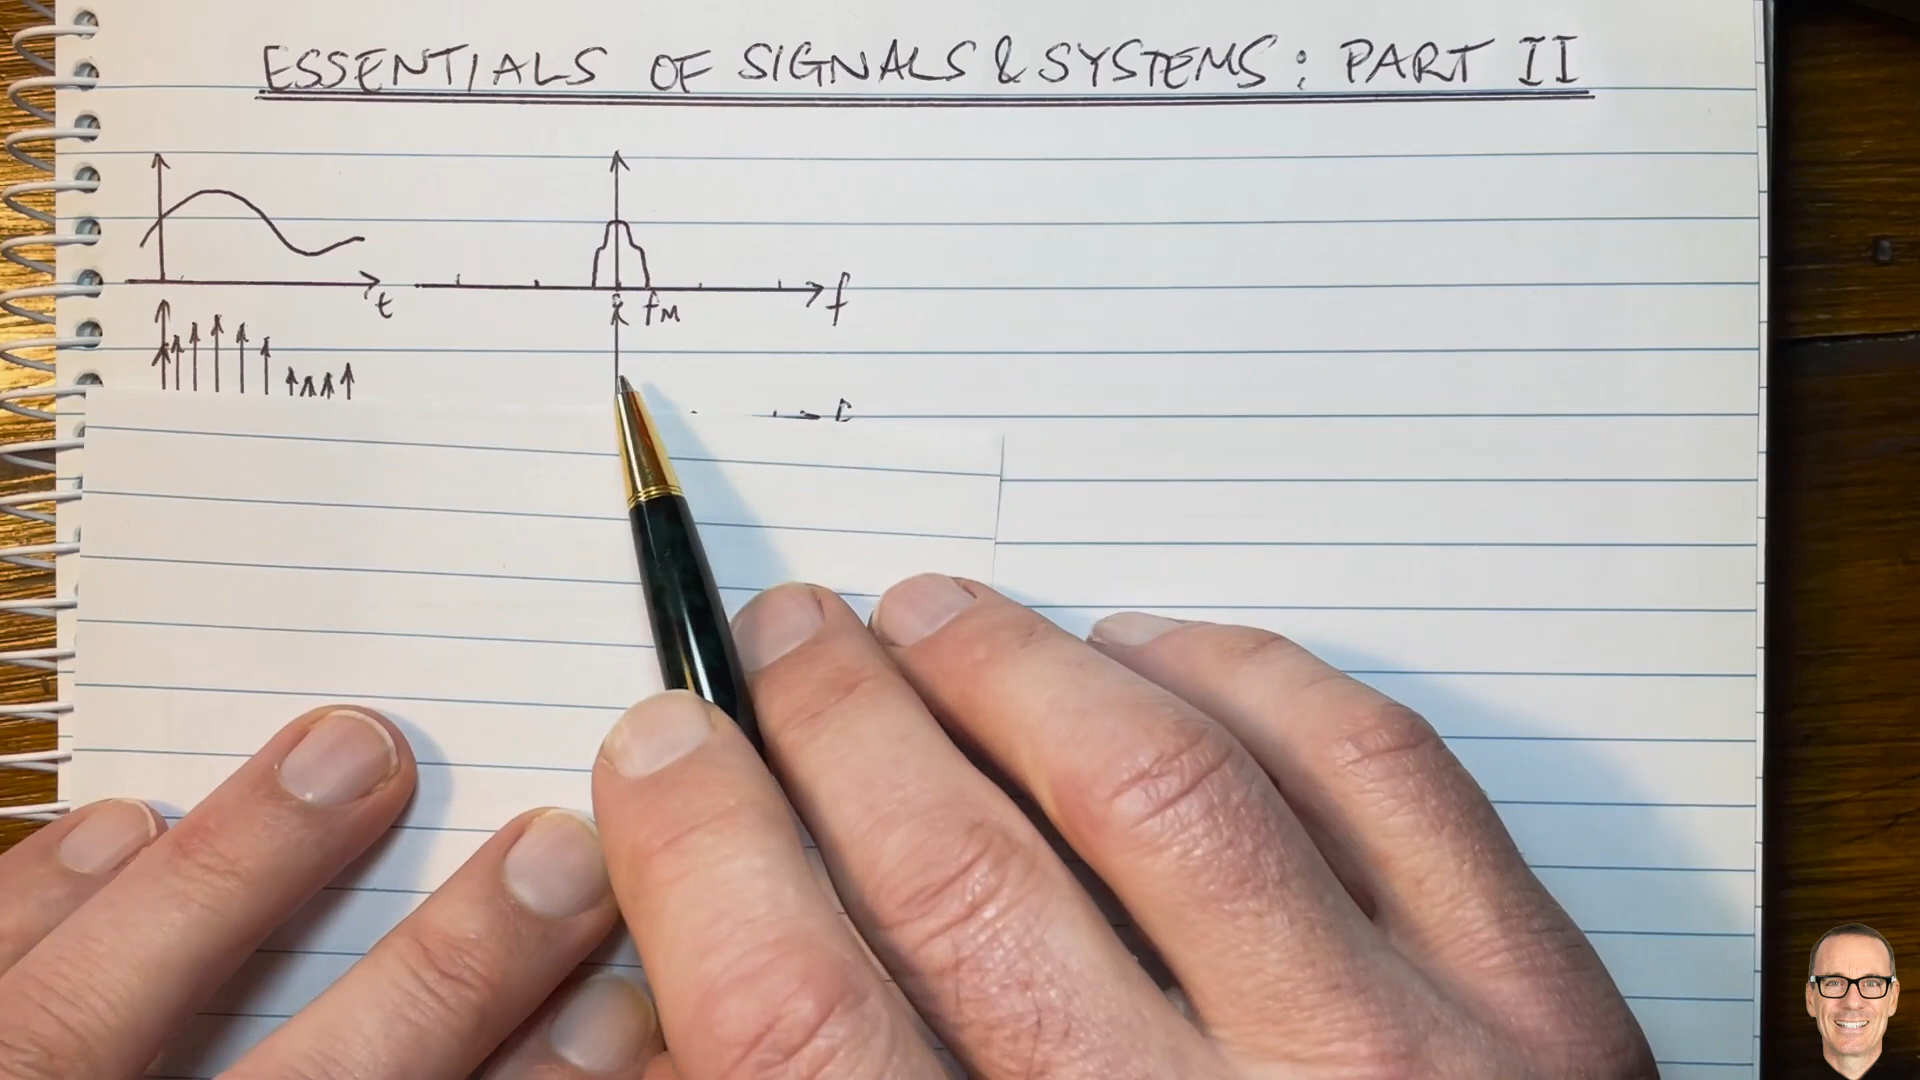 ESSENTIALS OF SIGNALS & SYSTEMS: PART II
t
fM
f